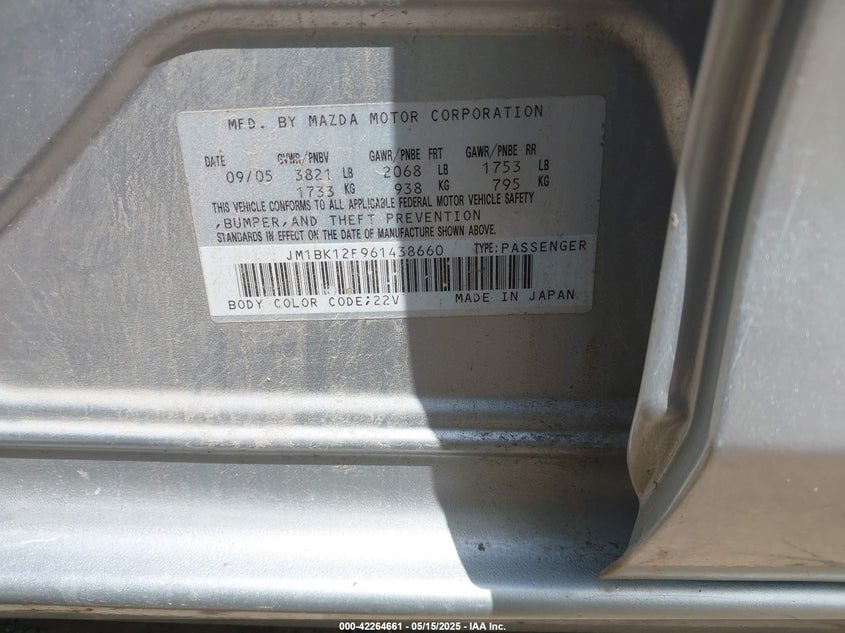 MFD. BY MAZDA MOTOR CORPORATION
DATE GVWR/PNBV GAWR/PNBE FRT GAWR/PNBE RR
09/05 3821 LB 2068 LB 1753 LB
1733 KG 938 KG 795 KG
THIS VEHICLE CONFORMS TO ALL APPLICABLE FEDERAL MOTOR VEHICLE SAFETY
,BUMPER,AND THEFT PREVENTION
STANDARDS IN EFFECT ON THE DATE OF MANUFACTURE SHOWN ABOVE.
JM1BK12F961438660 TYPE:PASSENGER
BODY COLOR CODE;22V MADE IN JAPAN
000-42264661 - 05/15/2025 - IAA Inc.